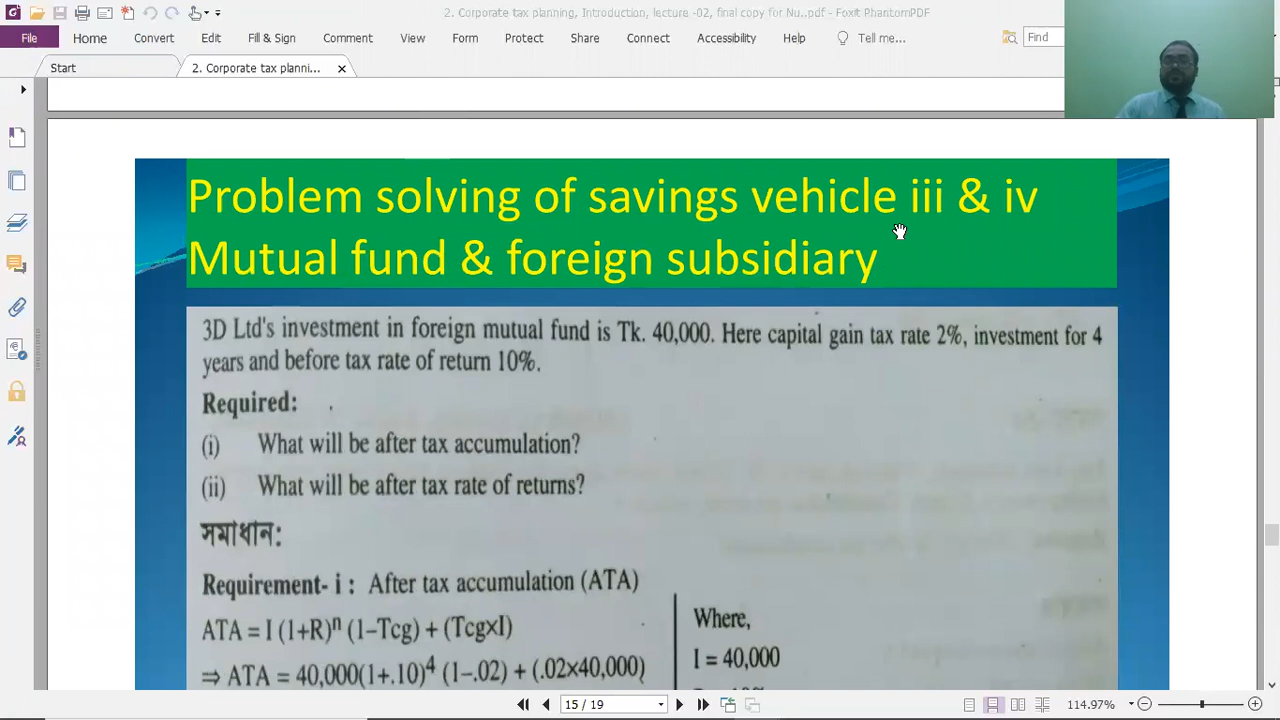 2. Corporate tax planning, Introduction, lecture -02, final copy for Nu..pdf - Foxit PhantomPDF
File Home Convert Edit Fill & Sign Comment View Form Protect Share Connect Accessibility Help Tell me... Find
Start 2. Corporate tax planni...
Problem solving of savings vehicle iii & iv
Mutual fund & foreign subsidiary
3D Ltd's investment in foreign mutual fund is Tk. 40,000. Here capital gain tax rate 2%, investment for 4
years and before tax rate of return 10%.
Required:
(i) What will be after tax accumulation?
(ii) What will be after tax rate of returns?
সমাধান:
Requirement- i : After tax accumulation (ATA)
ATA = I (1+R)ⁿ (1–Tcg) + (Tcg×I)
⇒ ATA = 40,000(1+.10)⁴ (1–.02) + (.02×40,000)
Where,
I = 40,000
15 / 19
114.97%